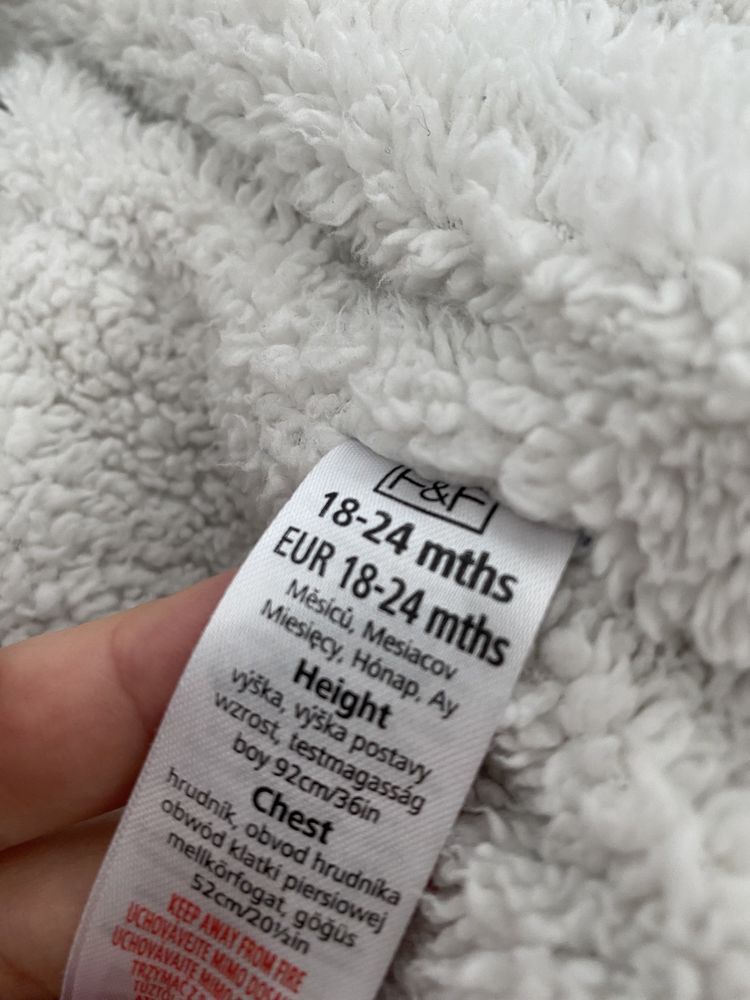 F&F
18-24 mths
EUR 18-24 mths
Měsíců, Mesiacov
Miesięcy, Hónap, Ay
Height
výška, výška postavy
wzrost, testmagasság
boy 92cm/36in
Chest
hrudník, obvod hrudníka
obwód klatki piersiowej
mellkörfogat, göğüs
52cm/20½in
KEEP AWAY FROM FIRE
UCHOVÁVEJTE MIMO DOSAH
UCHOVÁVAJTE MIMO
TRZYMAĆ Z